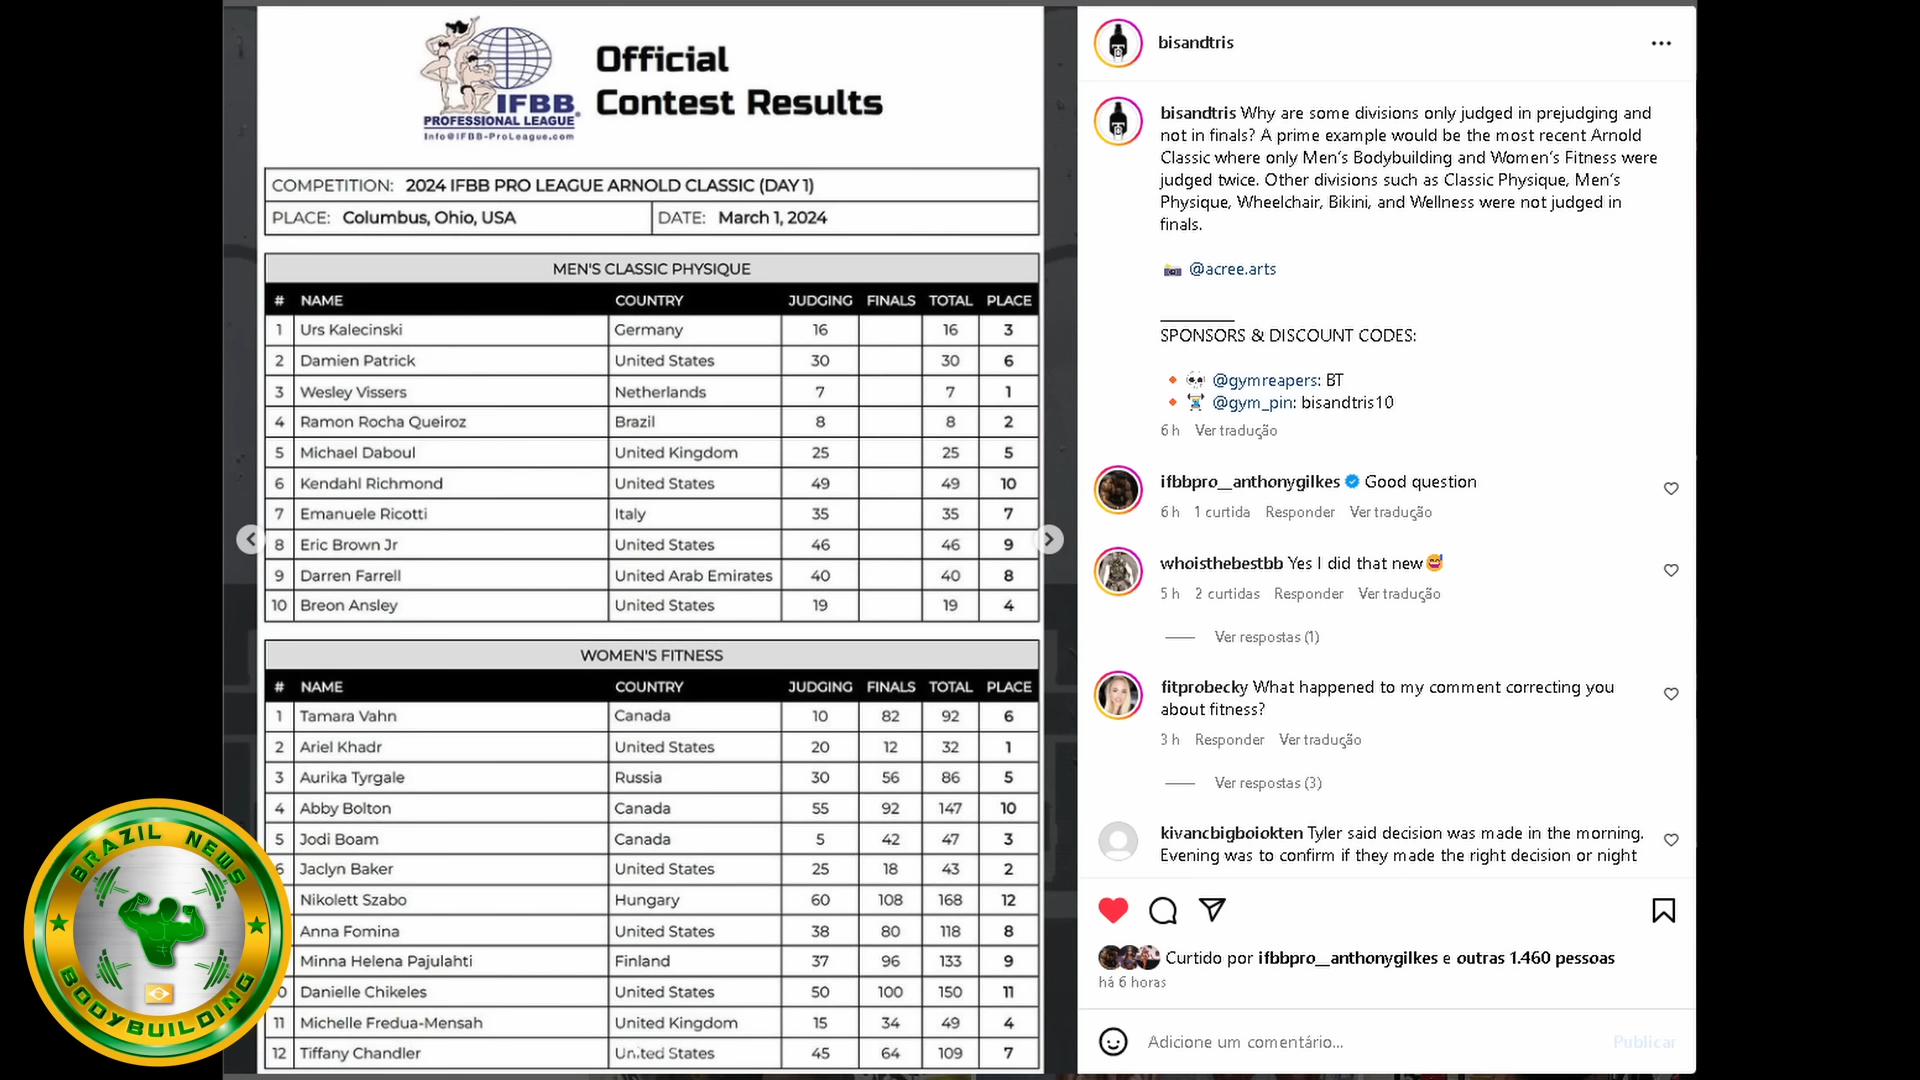 IFBB
PROFESSIONAL LEAGUE
Info@IFBB-ProLeague.com
Official
Contest Results
COMPETITION: 2024 IFBB PRO LEAGUE ARNOLD CLASSIC (DAY 1)
PLACE: Columbus, Ohio, USA DATE: March 1, 2024
MEN'S CLASSIC PHYSIQUE
# NAME COUNTRY JUDGING FINALS TOTAL PLACE
1 Urs Kalecinski Germany 16 16 3
2 Damien Patrick United States 30 30 6
3 Wesley Vissers Netherlands 7 7 1
4 Ramon Rocha Queiroz Brazil 8 8 2
5 Michael Daboul United Kingdom 25 25 5
6 Kendahl Richmond United States 49 49 10
7 Emanuele Ricotti Italy 35 35 7
8 Eric Brown Jr United States 46 46 9
9 Darren Farrell United Arab Emirates 40 40 8
10 Breon Ansley United States 19 19 4
WOMEN'S FITNESS
# NAME COUNTRY JUDGING FINALS TOTAL PLACE
1 Tamara Vahn Canada 10 82 92 6
2 Ariel Khadr United States 20 12 32 1
3 Aurika Tyrgale Russia 30 56 86 5
4 Abby Bolton Canada 55 92 147 10
5 Jodi Boam Canada 5 42 47 3
6 Jaclyn Baker United States 25 18 43 2
Nikolett Szabo Hungary 60 108 168 12
Anna Fomina United States 38 80 118 8
Minna Helena Pajulahti Finland 37 96 133 9
0 Danielle Chikeles United States 50 100 150 11
11 Michelle Fredua-Mensah United Kingdom 15 34 49 4
12 Tiffany Chandler United States 45 64 109 7
BRAZIL NEWS
BODYBUILDING
bisandtris
bisandtris Why are some divisions only judged in prejudging and
not in finals? A prime example would be the most recent Arnold
Classic where only Men's Bodybuilding and Women's Fitness were
judged twice. Other divisions such as Classic Physique, Men's
Physique, Wheelchair, Bikini, and Wellness were not judged in
finals.
📷 @acree.arts
__________
SPONSORS & DISCOUNT CODES:
🔸 💀 @gymreapers: BT
🔸 🏋 @gym_pin: bisandtris10
6 h Ver tradução
ifbbpro__anthonygilkes Good question
6 h 1 curtida Responder Ver tradução
whoisthebestbb Yes I did that new😅
5 h 2 curtidas Responder Ver tradução
Ver respostas (1)
fitprobecky What happened to my comment correcting you
about fitness?
3 h Responder Ver tradução
Ver respostas (3)
kivancbigboiokten Tyler said decision was made in the morning.
Evening was to confirm if they made the right decision or night
Curtido por ifbbpro__anthonygilkes e outras 1.460 pessoas
há 6 horas
Adicione um comentário...
Publicar